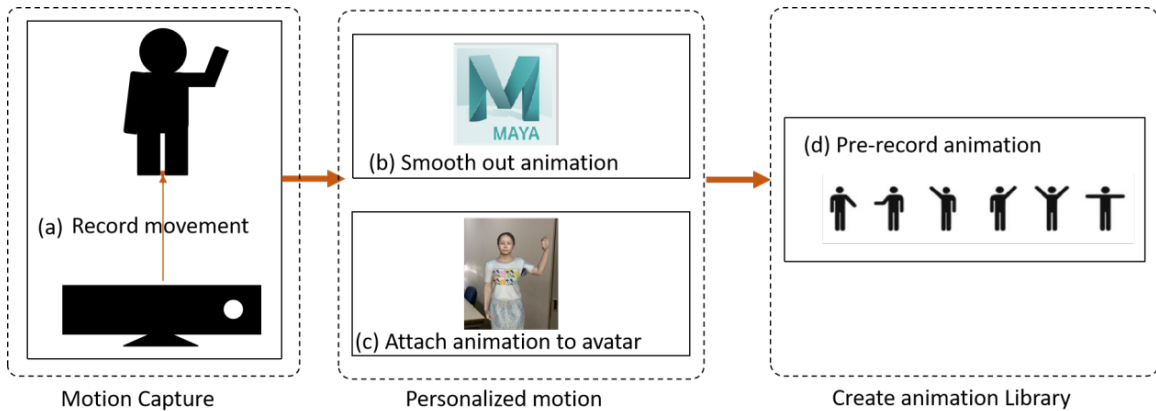 (a) Record movement
Motion Capture
MAYA
(b) Smooth out animation
(c) Attach animation to avatar
Personalized motion
(d) Pre-record animation
Create animation Library